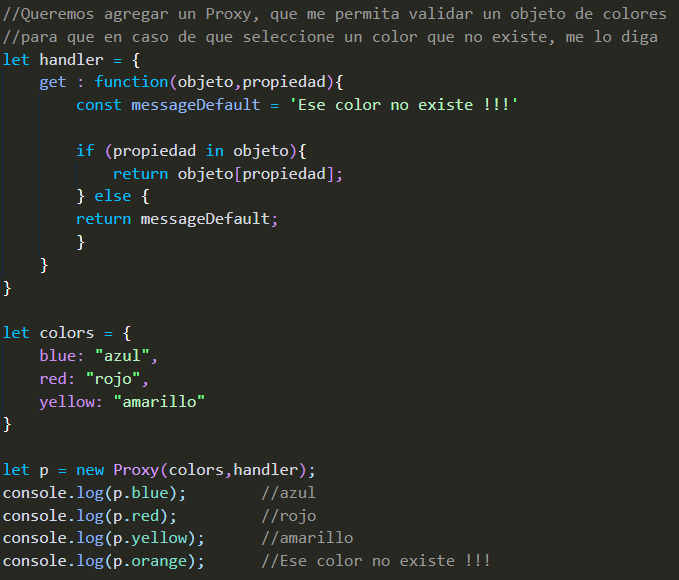 //Queremos agregar un Proxy, que me permita validar un objeto de colores
//para que en caso de que seleccione un color que no existe, me lo diga
let handler = {
    get : function(objeto,propiedad){
        const messageDefault = 'Ese color no existe !!!'

        if (propiedad in objeto){
            return objeto[propiedad];
        } else {
        return messageDefault;
        }
    }
}

let colors = {
    blue: "azul",
    red: "rojo",
    yellow: "amarillo"
}

let p = new Proxy(colors,handler);
console.log(p.blue);        //azul
console.log(p.red);         //rojo
console.log(p.yellow);      //amarillo
console.log(p.orange);      //Ese color no existe !!!